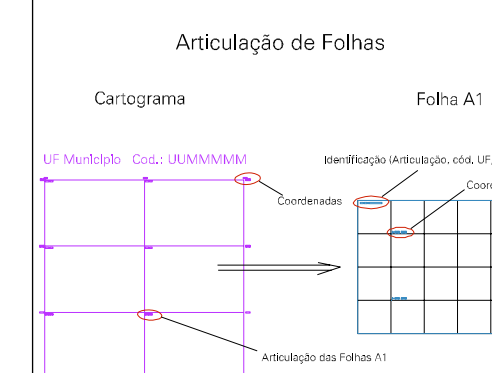 Articulação de Folhas
Cartograma
Folha A1
UF Município Cod.: UUMMMMM
Identificação (Articulação, cód. UF,
Coordenadas
Coord
Articulação das Folhas A1